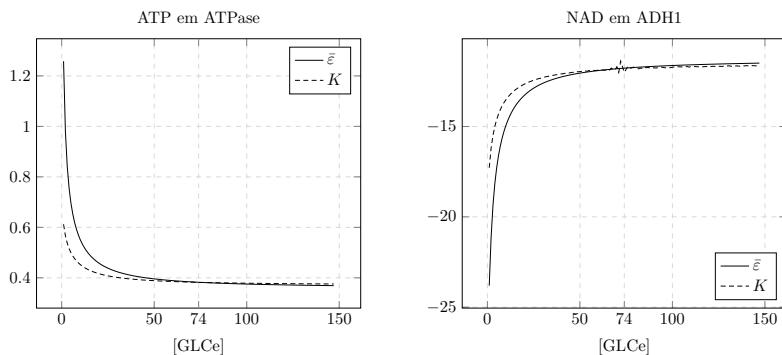 ATP em ATPase
1.2
1
0.8
0.6
0.4
0 50 74 100 150
[GLCe]
ε̄
K
NAD em ADH1
−15
−20
−25
0 50 74 100 150
[GLCe]
ε̄
K